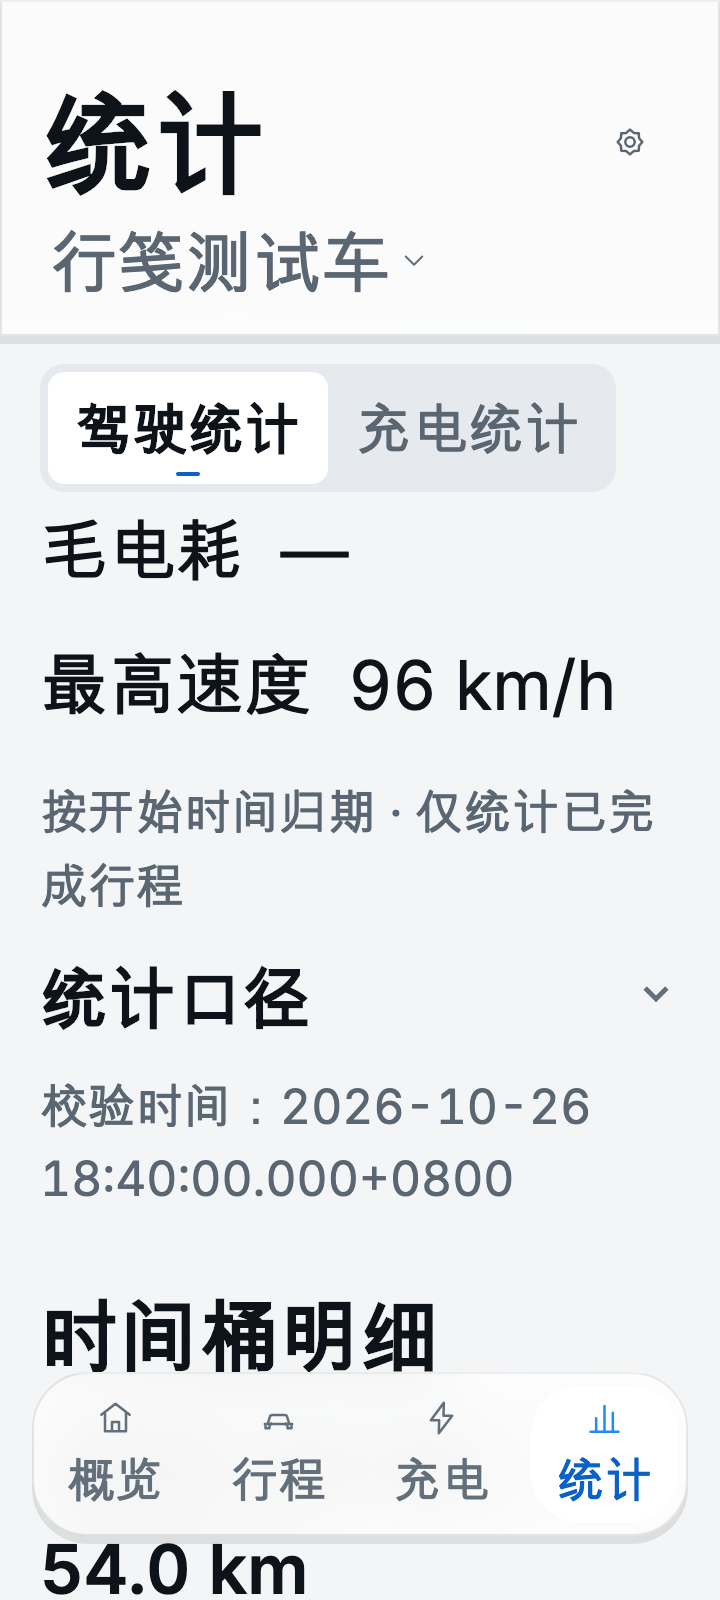 统计
行笺测试车
驾驶统计 充电统计
毛电耗 —
最高速度 96 km/h
按开始时间归期 · 仅统计已完
成行程
统计口径
校验时间：2026-10-26
18:40:00.000+0800
时间桶明细
概览 行程 充电 统计
54.0 km